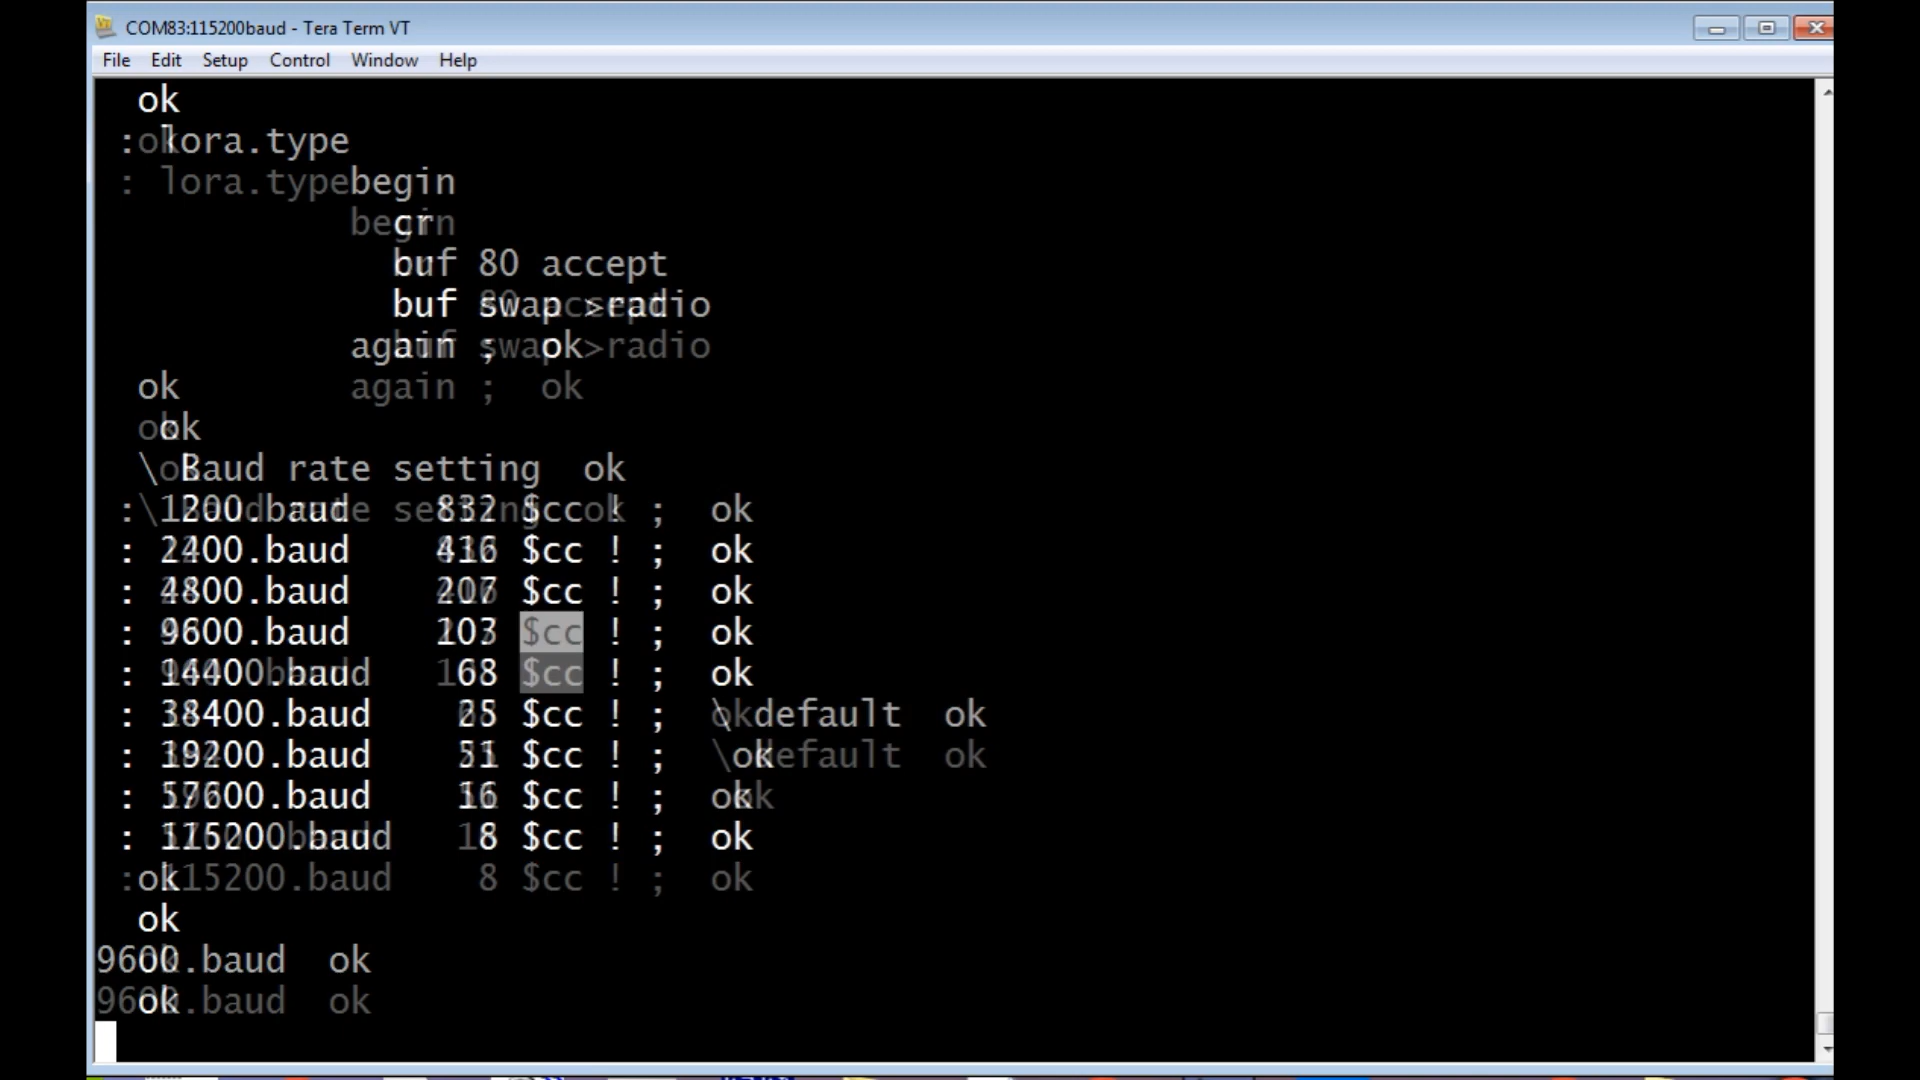 COM83:115200baud - Tera Term VT
File Edit Setup Control Window Help
ok
: lora.type
begin
cr
buf 80 accept
buf swap >radio
again ; ok
ok
ok
\ Baud rate setting ok
: 1200.baud 832 $cc ! ; ok
: 2400.baud 416 $cc ! ; ok
: 4800.baud 207 $cc ! ; ok
: 9600.baud 103 $cc ! ; ok
: 14400.baud 68 $cc ! ; ok
: 38400.baud 25 $cc ! ; \ default ok
: 19200.baud 51 $cc ! ; ok
: 57600.baud 16 $cc ! ; ok
: 115200.baud 8 $cc ! ; ok
ok
ok
9600.baud ok
ok